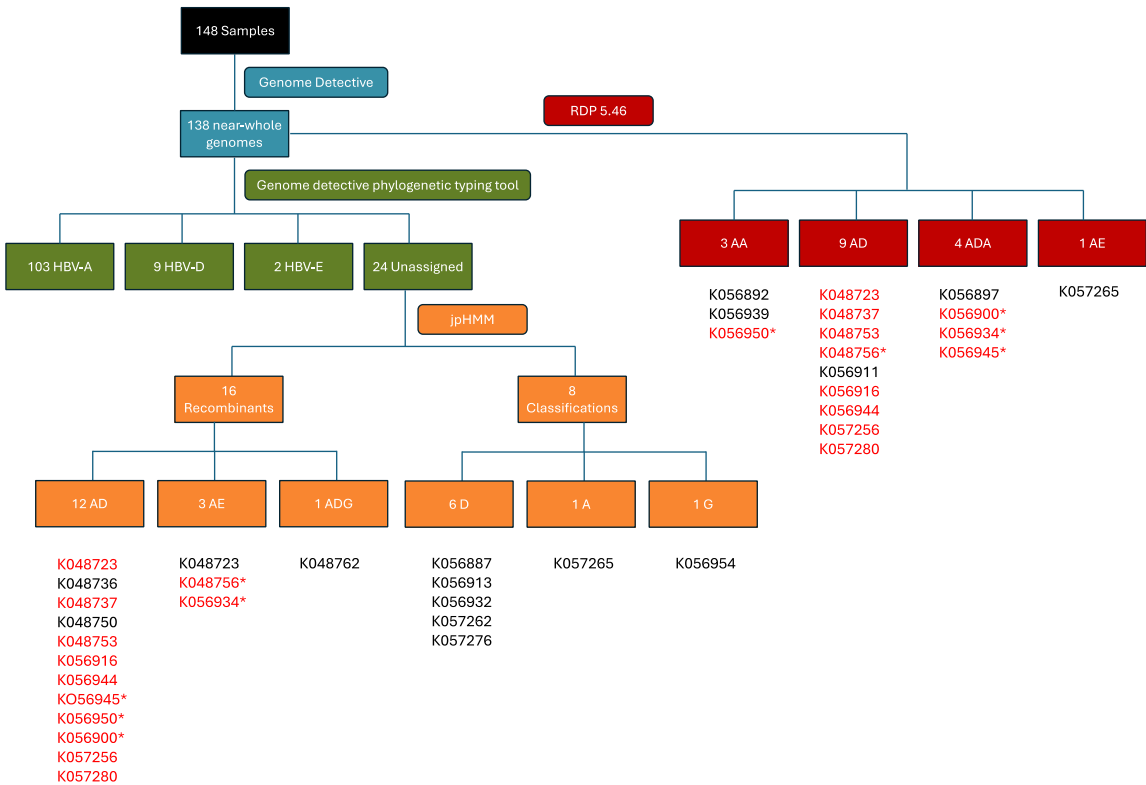 148 Samples
Genome Detective
138 near-whole
genomes
RDP 5.46
Genome detective phylogenetic typing tool
103 HBV-A
9 HBV-D
2 HBV-E
24 Unassigned
3 AA
9 AD
4 ADA
1 AE
K056892
K056939
K056950*
K048723
K048737
K048753
K048756*
K056911
K056916
K056944
K057256
K057280
K056897
K056900*
K056934*
K056945*
K057265
jpHMM
16
Recombinants
8
Classifications
12 AD
3 AE
1 ADG
6 D
1 A
1 G
K048723
K048736
K048737
K048750
K048753
K056916
K056944
KO56945*
K056950*
K056900*
K057256
K057280
K048723
K048756*
K056934*
K048762
K056887
K056913
K056932
K057262
K057276
K057265
K056954